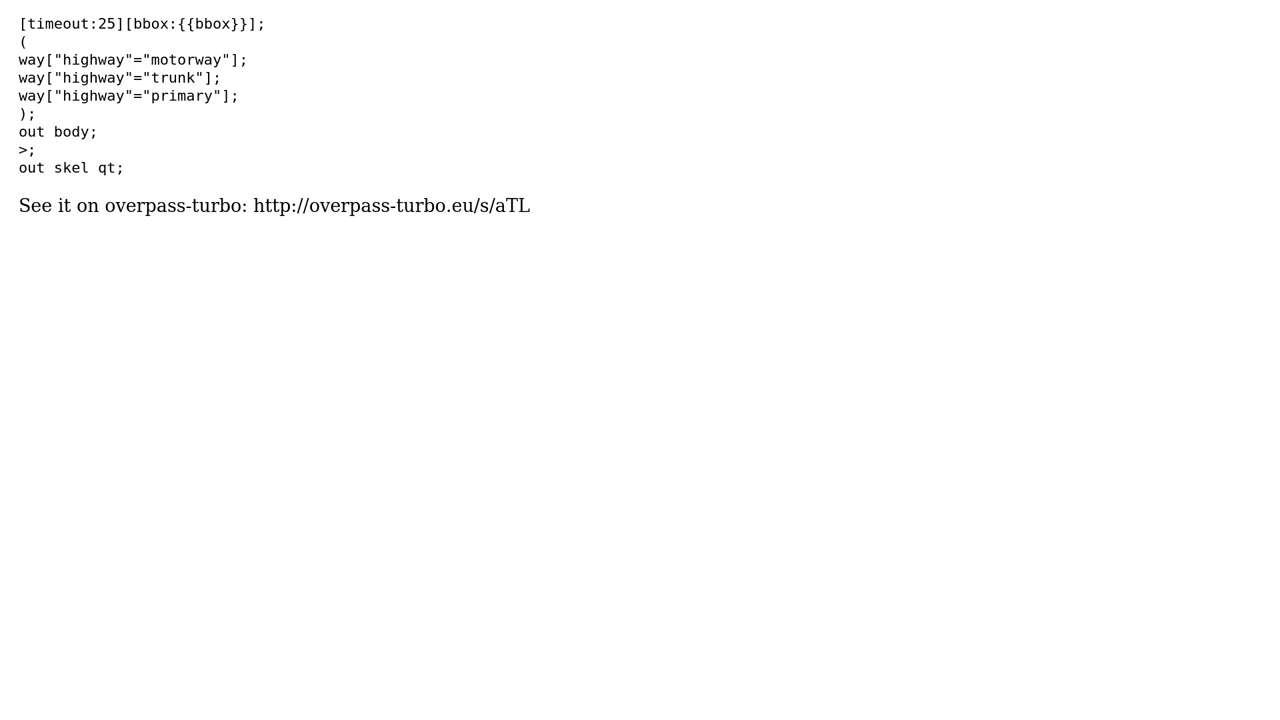 [timeout:25][bbox:{{bbox}}];
(
way["highway"="motorway"];
way["highway"="trunk"];
way["highway"="primary"];
);
out body;
>;
out skel qt;
See it on overpass-turbo: http://overpass-turbo.eu/s/aTL